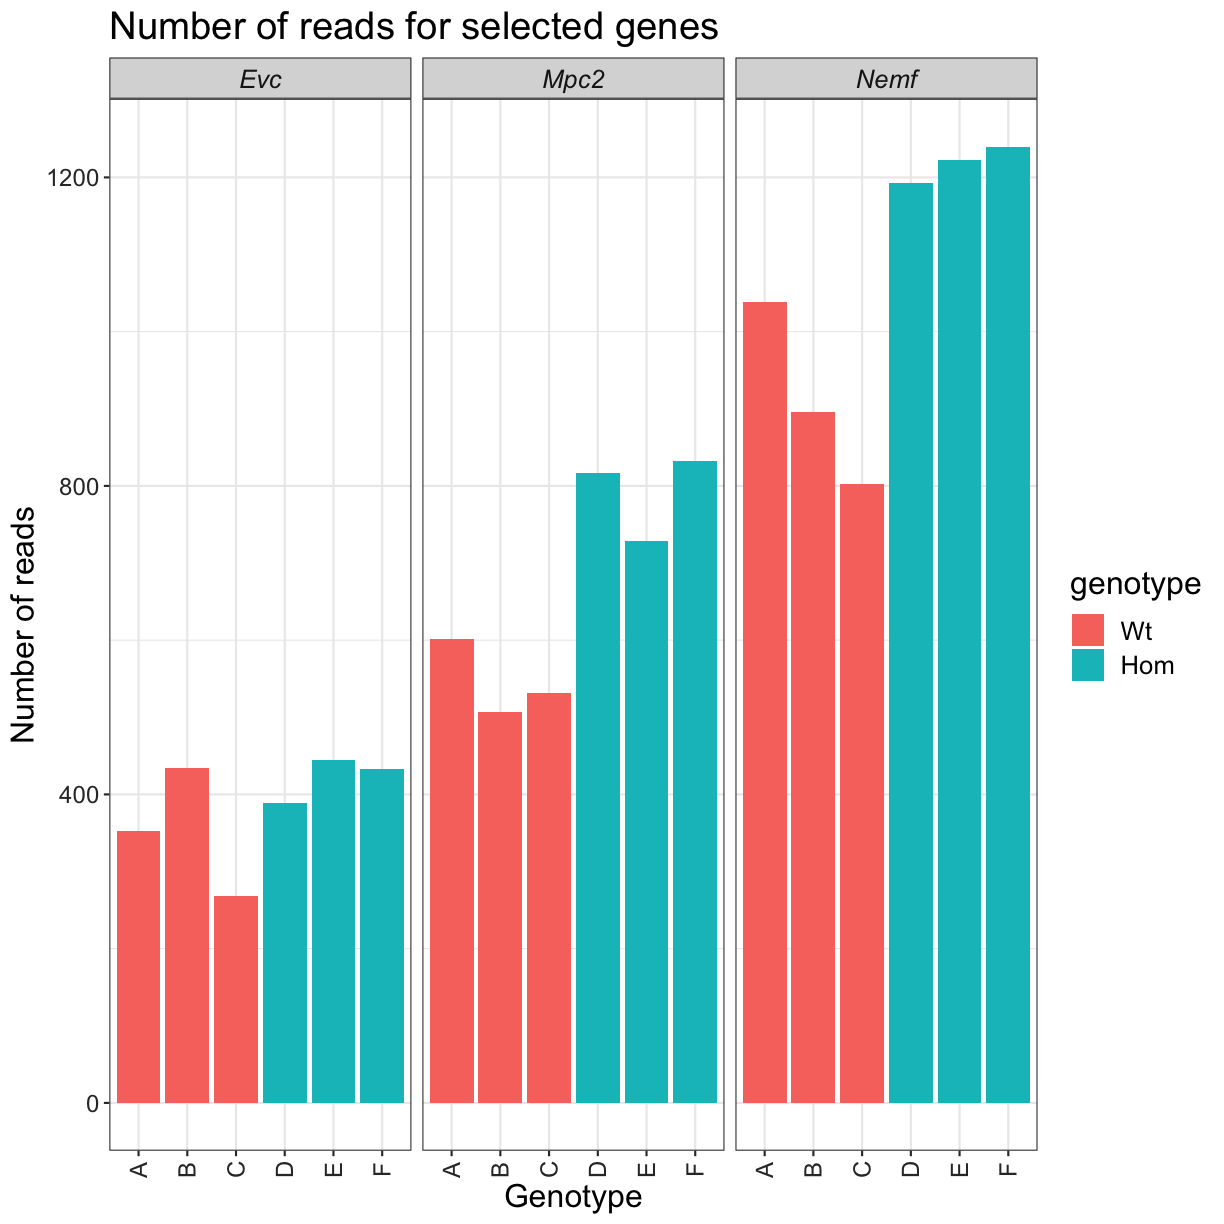 Number of reads for selected genes
Evc Mpc2 Nemf
1200
800
400
0
Number of reads
A B C D E F A B C D E F A B C D E F
Genotype
genotype
Wt
Hom